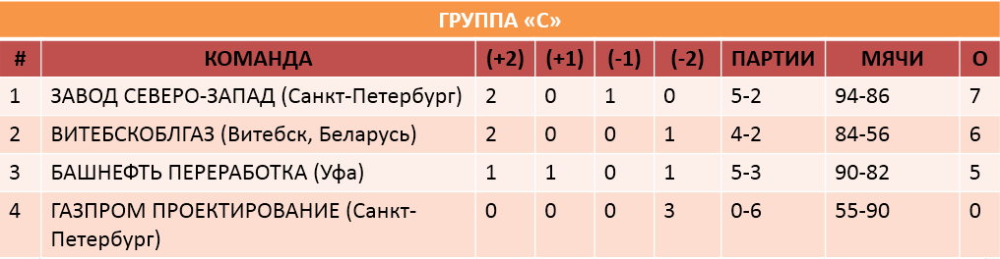 ГРУППА «С»
# КОМАНДА (+2) (+1) (-1) (-2) ПАРТИИ МЯЧИ О
1 ЗАВОД СЕВЕРО-ЗАПАД (Санкт-Петербург) 2 0 1 0 5-2 94-86 7
2 ВИТЕБСКОБЛГАЗ (Витебск, Беларусь) 2 0 0 1 4-2 84-56 6
3 БАШНЕФТЬ ПЕРЕРАБОТКА (Уфа) 1 1 0 1 5-3 90-82 5
4 ГАЗПРОМ ПРОЕКТИРОВАНИЕ (Санкт- 0 0 0 3 0-6 55-90 0
Петербург)